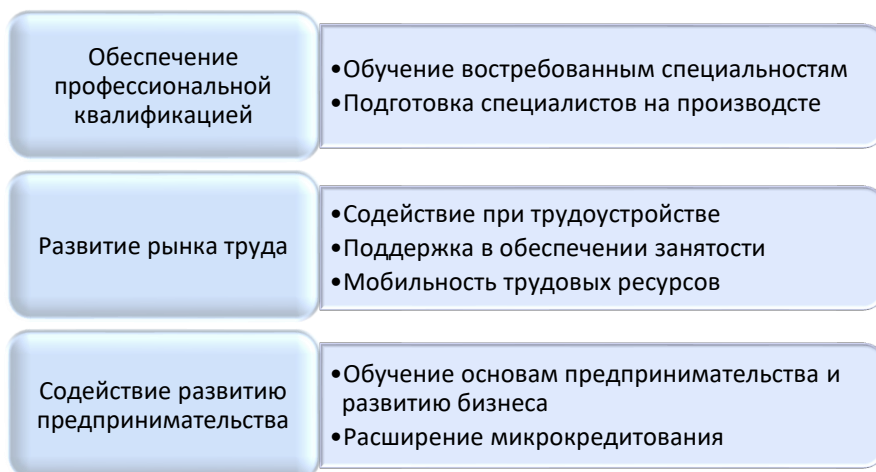 Обеспечение
профессиональной
квалификацией
•Обучение востребованным специальностям
•Подготовка специалистов на производсте
Развитие рынка труда
•Содействие при трудоустройстве
•Поддержка в обеспечении занятости
•Мобильность трудовых ресурсов
Содействие развитию
предпринимательства
•Обучение основам предпринимательства и
развитию бизнеса
•Расширение микрокредитования